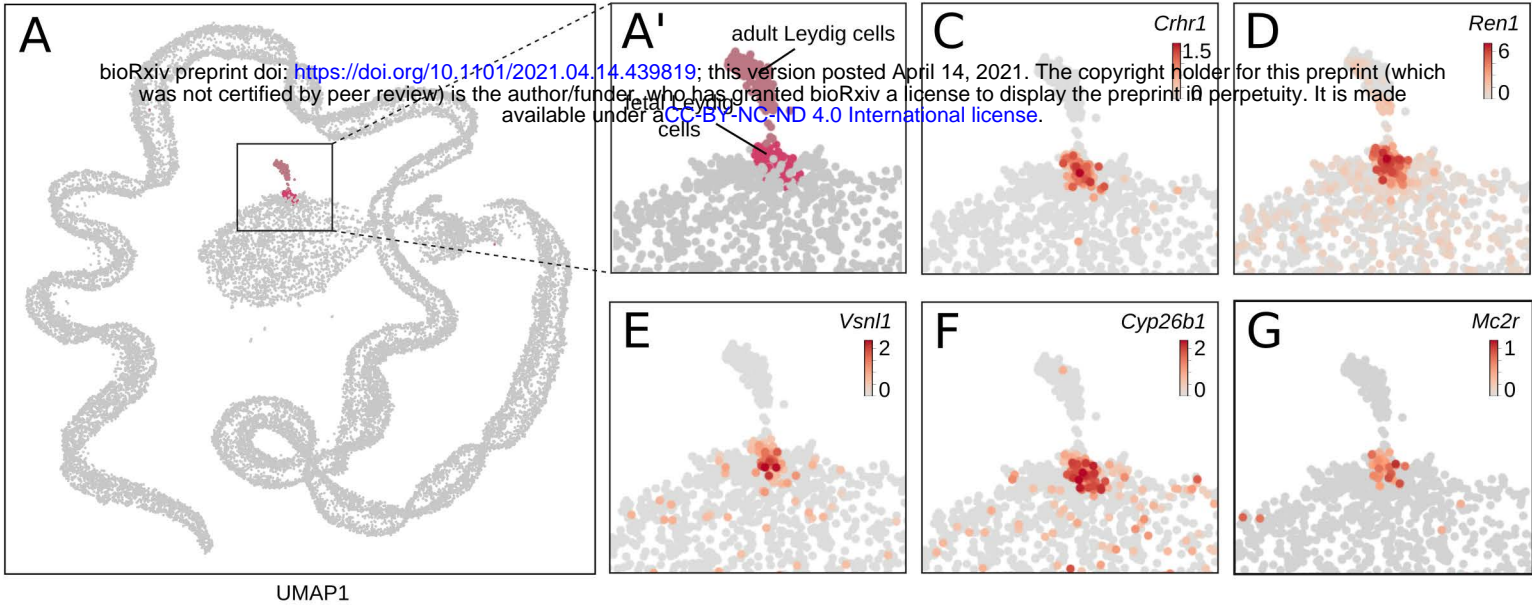 A
A'
adult Leydig cells
fetal Leydig
cells
C
Crhr1
1.5
0
D
Ren1
6
0
bioRxiv preprint doi: https://doi.org/10.1101/2021.04.14.439819; this version posted April 14, 2021. The copyright holder for this preprint (which
was not certified by peer review) is the author/funder, who has granted bioRxiv a license to display the preprint in perpetuity. It is made
available under aCC-BY-NC-ND 4.0 International license.
E
Vsnl1
2
0
F
Cyp26b1
2
0
G
Mc2r
1
0
UMAP1